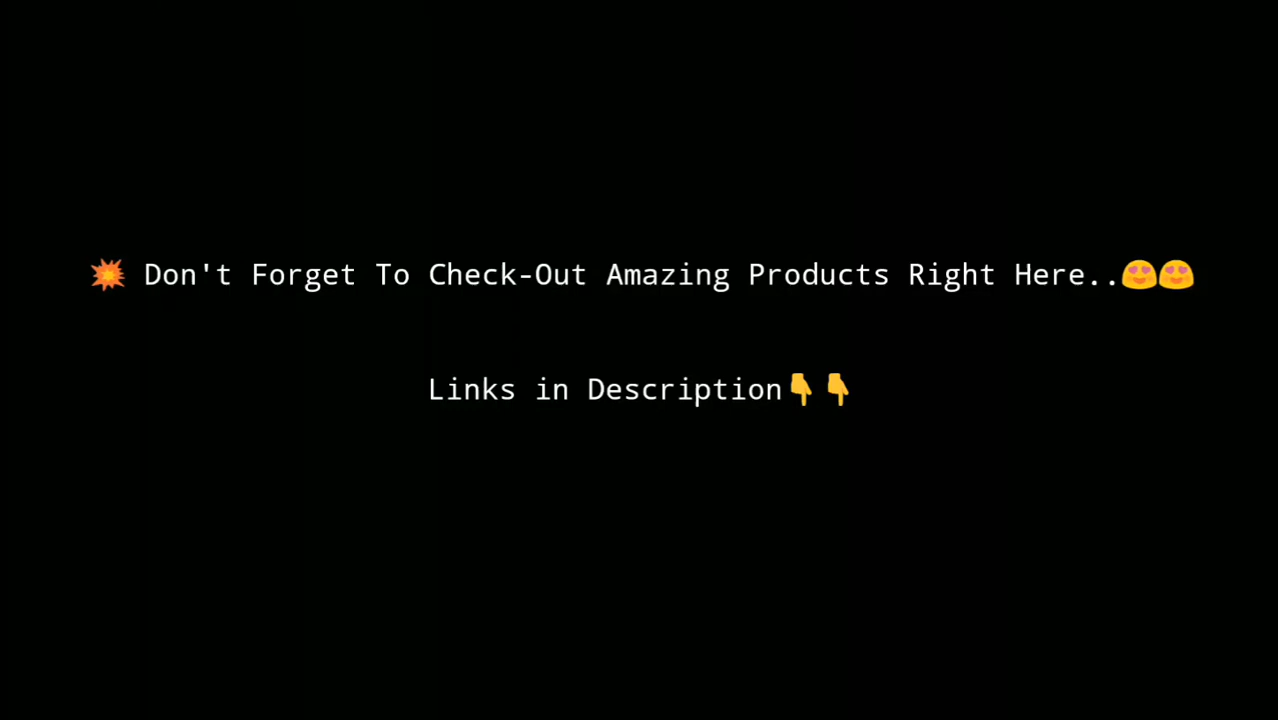 💥 Don't Forget To Check-Out Amazing Products Right Here..😍😍
Links in Description👇👇